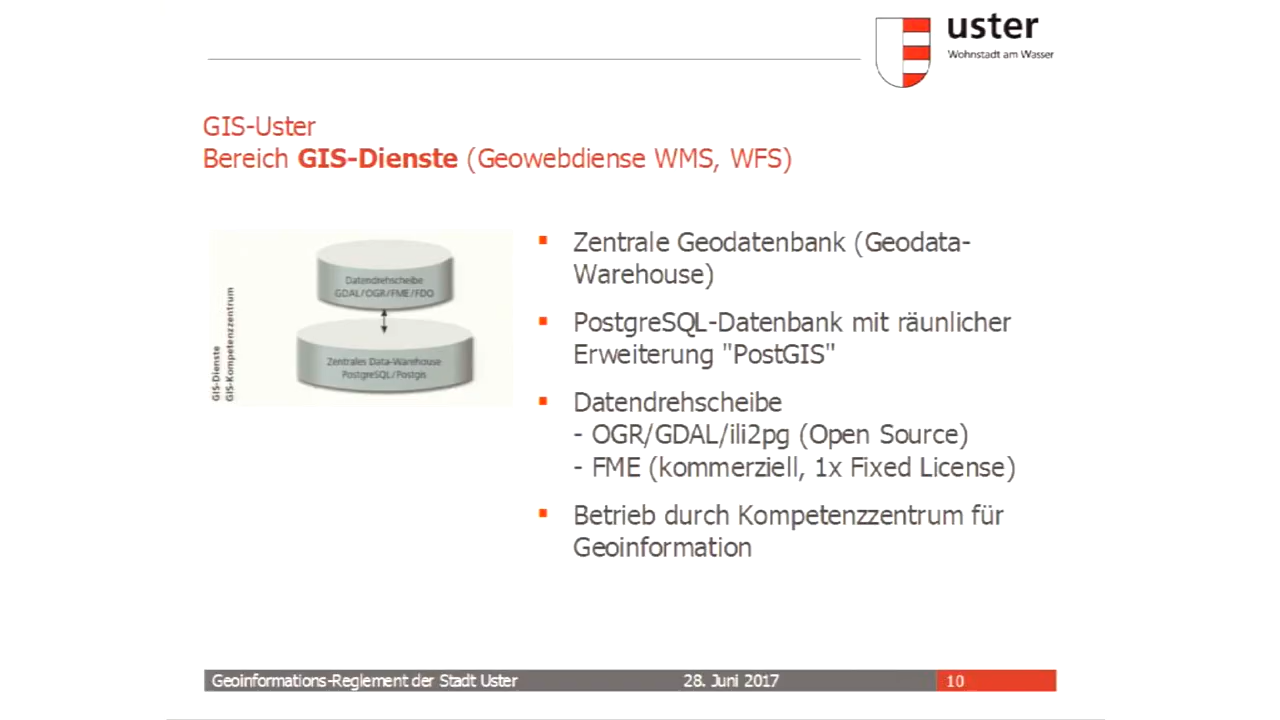 uster
Wohnstadt am Wasser
GIS-Uster
Bereich GIS-Dienste (Geowebdiense WMS, WFS)
Datendrehscheibe
GDAL/OGR/FME/FDO
Zentrales Data-Warehouse
PostgreSQL/Postgis
GIS-Dienste
GIS-Kompetenzzentrum
Zentrale Geodatenbank (Geodata-
Warehouse)
PostgreSQL-Datenbank mit räunlicher
Erweiterung "PostGIS"
Datendrehscheibe
- OGR/GDAL/ili2pg (Open Source)
- FME (kommerziell, 1x Fixed License)
Betrieb durch Kompetenzzentrum für
Geoinformation
Geoinformations-Reglement der Stadt Uster 28. Juni 2017 10